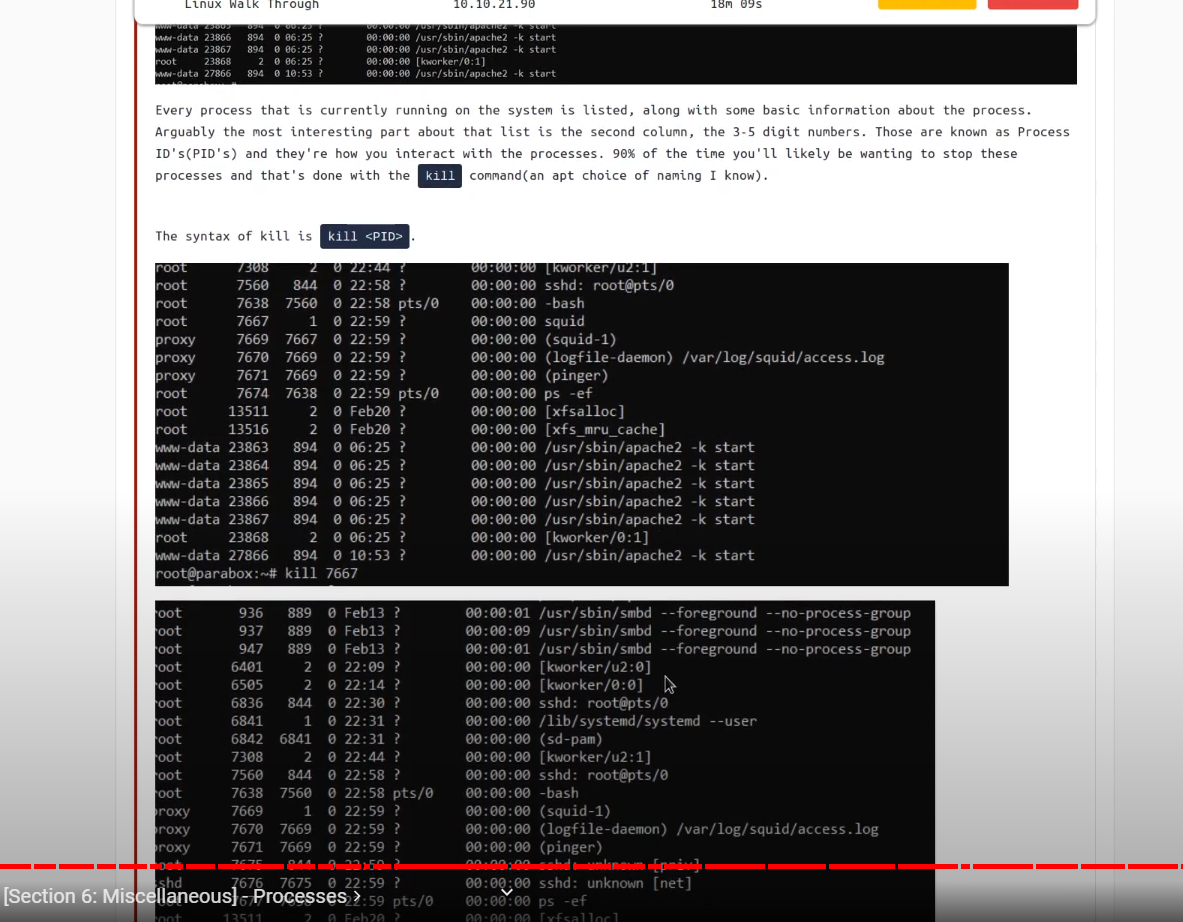 Linux Walk Through 10.10.21.90 18m 09s
www-data 23865 894 0 06:25 ? 00:00:00 /usr/sbin/apache2 -k start
www-data 23866 894 0 06:25 ? 00:00:00 /usr/sbin/apache2 -k start
www-data 23867 894 0 06:25 ? 00:00:00 /usr/sbin/apache2 -k start
root 23868 2 0 06:25 ? 00:00:00 [kworker/0:1]
www-data 27866 894 0 10:53 ? 00:00:00 /usr/sbin/apache2 -k start
Every process that is currently running on the system is listed, along with some basic information about the process.
Arguably the most interesting part about that list is the second column, the 3-5 digit numbers. Those are known as Process
ID's(PID's) and they're how you interact with the processes. 90% of the time you'll likely be wanting to stop these
processes and that's done with the kill command(an apt choice of naming I know).
The syntax of kill is kill <PID>.
root 7308 2 0 22:44 ? 00:00:00 [kworker/u2:1]
root 7560 844 0 22:58 ? 00:00:00 sshd: root@pts/0
root 7638 7560 0 22:58 pts/0 00:00:00 -bash
root 7667 1 0 22:59 ? 00:00:00 squid
proxy 7669 7667 0 22:59 ? 00:00:00 (squid-1)
proxy 7670 7669 0 22:59 ? 00:00:00 (logfile-daemon) /var/log/squid/access.log
proxy 7671 7669 0 22:59 ? 00:00:00 (pinger)
root 7674 7638 0 22:59 pts/0 00:00:00 ps -ef
root 13511 2 0 Feb20 ? 00:00:00 [xfsalloc]
root 13516 2 0 Feb20 ? 00:00:00 [xfs_mru_cache]
www-data 23863 894 0 06:25 ? 00:00:00 /usr/sbin/apache2 -k start
www-data 23864 894 0 06:25 ? 00:00:00 /usr/sbin/apache2 -k start
www-data 23865 894 0 06:25 ? 00:00:00 /usr/sbin/apache2 -k start
www-data 23866 894 0 06:25 ? 00:00:00 /usr/sbin/apache2 -k start
www-data 23867 894 0 06:25 ? 00:00:00 /usr/sbin/apache2 -k start
root 23868 2 0 06:25 ? 00:00:00 [kworker/0:1]
www-data 27866 894 0 10:53 ? 00:00:00 /usr/sbin/apache2 -k start
root@parabox:~# kill 7667
root 936 889 0 Feb13 ? 00:00:01 /usr/sbin/smbd --foreground --no-process-group
root 937 889 0 Feb13 ? 00:00:09 /usr/sbin/smbd --foreground --no-process-group
root 947 889 0 Feb13 ? 00:00:01 /usr/sbin/smbd --foreground --no-process-group
root 6401 2 0 22:09 ? 00:00:00 [kworker/u2:0]
root 6505 2 0 22:14 ? 00:00:00 [kworker/0:0]
root 6836 844 0 22:30 ? 00:00:00 sshd: root@pts/0
root 6841 1 0 22:31 ? 00:00:00 /lib/systemd/systemd --user
root 6842 6841 0 22:31 ? 00:00:00 (sd-pam)
root 7308 2 0 22:44 ? 00:00:00 [kworker/u2:1]
root 7560 844 0 22:58 ? 00:00:00 sshd: root@pts/0
root 7638 7560 0 22:58 pts/0 00:00:00 -bash
proxy 7669 1 0 22:59 ? 00:00:00 (squid-1)
proxy 7670 7669 0 22:59 ? 00:00:00 (logfile-daemon) /var/log/squid/access.log
proxy 7671 7669 0 22:59 ? 00:00:00 (pinger)
root 7675 844 0 22:59 ? 00:00:00 sshd: unknown [priv]
sshd 7676 7675 0 22:59 ? 00:00:00 sshd: unknown [net]
[Section 6: Miscellaneous] - Processes
7677 22:59 pts/0 00:00:00 ps -ef
root 13511 2 0 Feb20 ? 00:00:00 [xfsalloc]